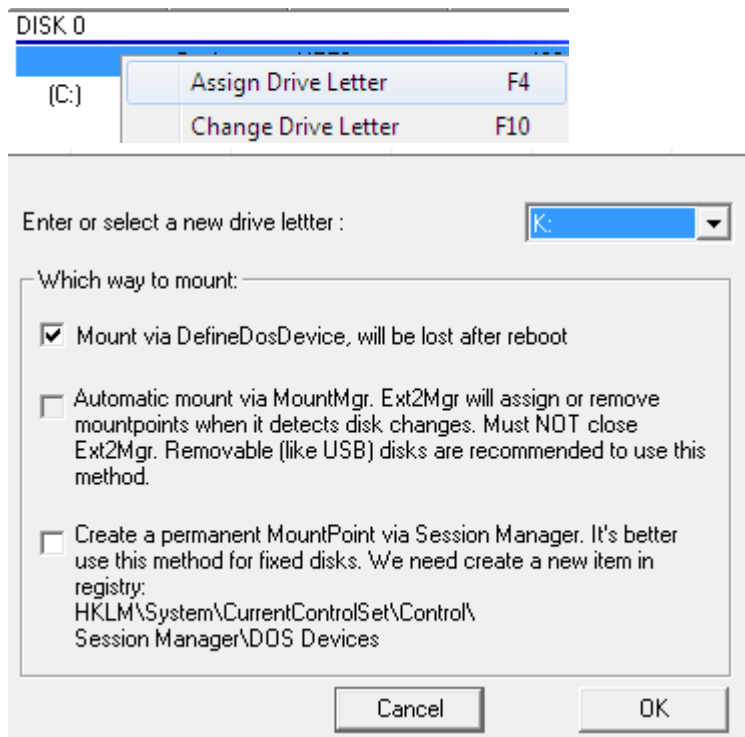 DISK 0
(C:)
Assign Drive Letter F4
Change Drive Letter F10
Enter or select a new drive lettter : K:
Which way to mount:
Mount via DefineDosDevice, will be lost after reboot
Automatic mount via MountMgr. Ext2Mgr will assign or remove
mountpoints when it detects disk changes. Must NOT close
Ext2Mgr. Removable (like USB) disks are recommended to use this
method.
Create a permanent MountPoint via Session Manager. It's better
use this method for fixed disks. We need create a new item in
registry:
HKLM\System\CurrentControlSet\Control\
Session Manager\DOS Devices
Cancel OK